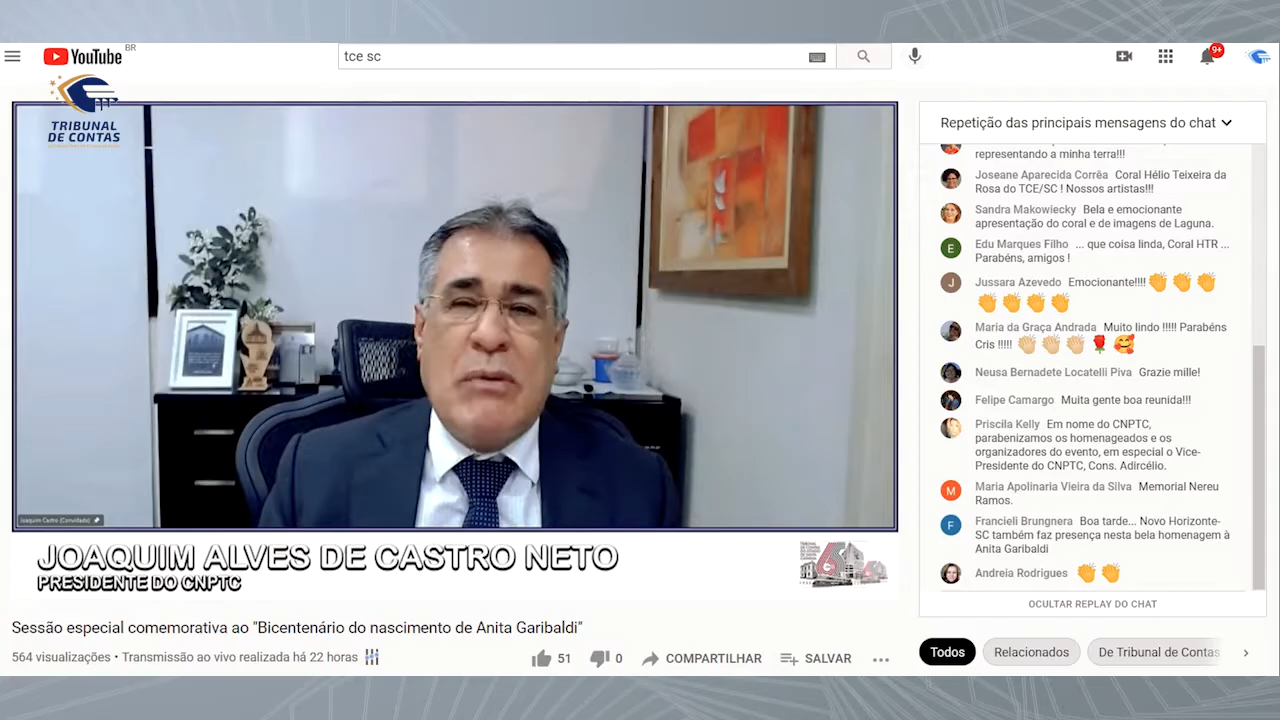 YouTube BR
tce sc
9+
TRIBUNAL
DE CONTAS
Joaquim Castro (Convidado)
JOAQUIM ALVES DE CASTRO NETO
PRESIDENTE DO CNPTC
Sessão especial comemorativa ao "Bicentenário do nascimento de Anita Garibaldi"
564 visualizações • Transmissão ao vivo realizada há 22 horas
51
0
COMPARTILHAR
SALVAR
Repetição das principais mensagens do chat
representando a minha terra!!!
Joseane Aparecida Corrêa Coral Hélio Teixeira da
Rosa do TCE/SC ! Nossos artistas!!!
Sandra Makowiecky Bela e emocionante
apresentação do coral e de imagens de Laguna.
E
Edu Marques Filho ... que coisa linda, Coral HTR ...
Parabéns, amigos !
J
Jussara Azevedo Emocionante!!!! 👏👏👏
👏👏👏👏
Maria da Graça Andrada Muito lindo !!!!! Parabéns
Cris !!!!! 👏🏼👏🏼👏🏼🌹🥰
Neusa Bernadete Locatelli Piva Grazie mille!
Felipe Camargo Muita gente boa reunida!!!
Priscila Kelly Em nome do CNPTC,
parabenizamos os homenageados e os
organizadores do evento, em especial o Vice-
Presidente do CNPTC, Cons. Adircélio.
M
Maria Apolinaria Vieira da Silva Memorial Nereu
Ramos.
F
Francieli Brungnera Boa tarde... Novo Horizonte-
SC também faz presença nesta bela homenagem à
Anita Garibaldi
Andreia Rodrigues 👏👏
OCULTAR REPLAY DO CHAT
Todos
Relacionados
De Tribunal de Contas